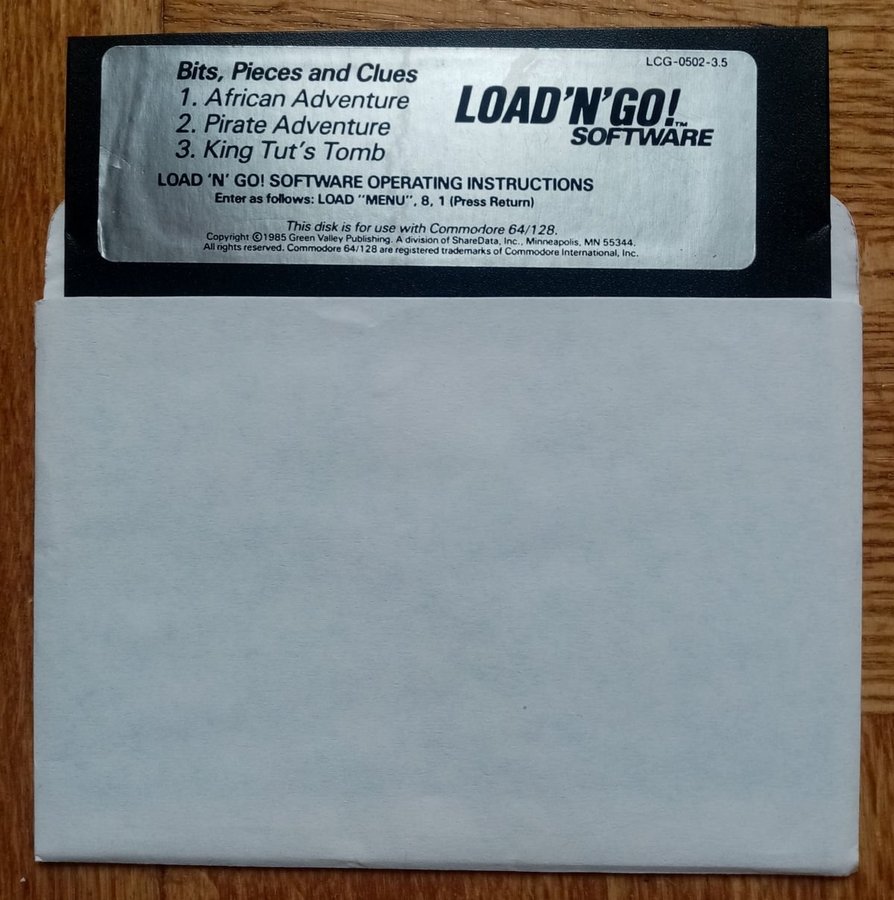 LCG-0502-3.5
Bits, Pieces and Clues
1. African Adventure
2. Pirate Adventure
3. King Tut's Tomb
LOAD'N'GO!™
SOFTWARE
LOAD 'N' GO! SOFTWARE OPERATING INSTRUCTIONS
Enter as follows: LOAD "MENU", 8, 1 (Press Return)
This disk is for use with Commodore 64/128.
Copyright ©1985 Green Valley Publishing. A division of ShareData, Inc., Minneapolis, MN 55344.
All rights reserved. Commodore 64/128 are registered trademarks of Commodore International, Inc.